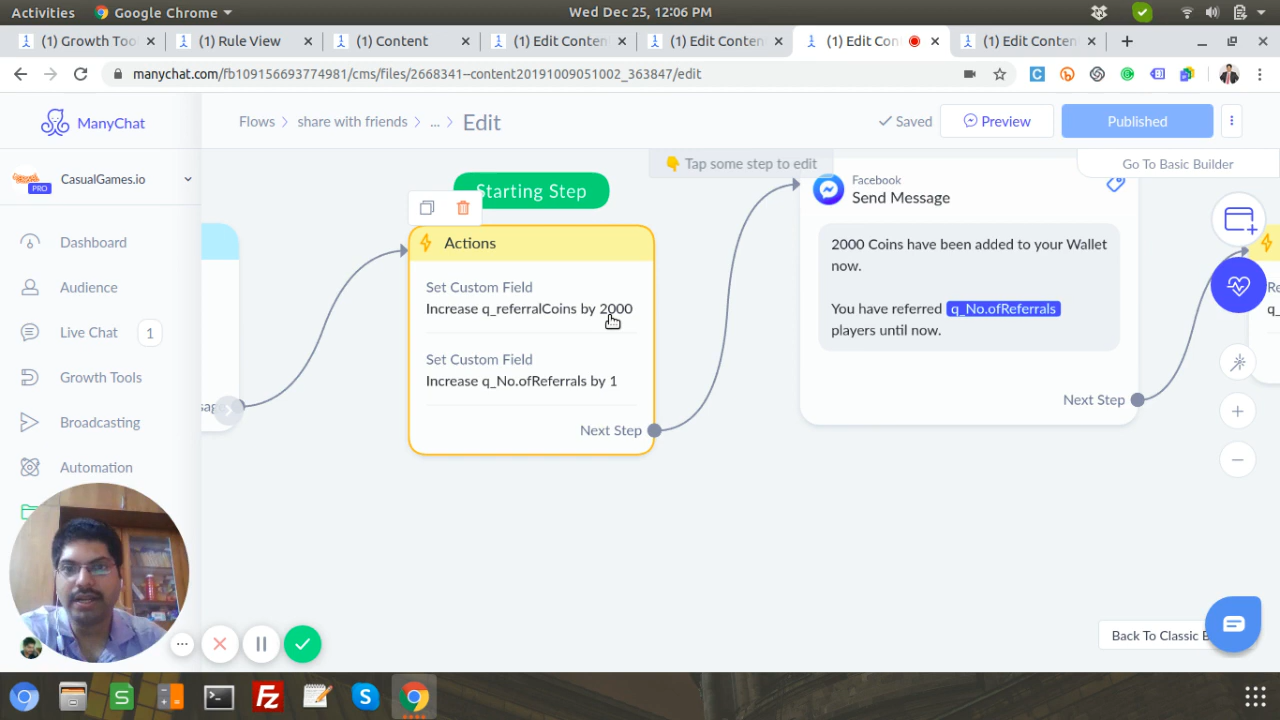 Activities
Google Chrome
Wed Dec 25, 12:06 PM
(1) Growth Too
(1) Rule View
(1) Content
(1) Edit Conten
(1) Edit Conten
(1) Edit Con
(1) Edit Conten
manychat.com/fb109156693774981/cms/files/2668341--content20191009051002_363847/edit
ManyChat
Flows
share with friends
...
Edit
Saved
Preview
Published
CasualGames.io
PRO
Tap some step to edit
Go To Basic Builder
Dashboard
Audience
Live Chat
1
Growth Tools
Broadcasting
Automation
Starting Step
Actions
Set Custom Field
Increase q_referralCoins by 2000
Set Custom Field
Increase q_No.ofReferrals by 1
Next Step
Facebook
Send Message
2000 Coins have been added to your Wallet
now.
You have referred q_No.ofReferrals
players until now.
Next Step
Back To Classic